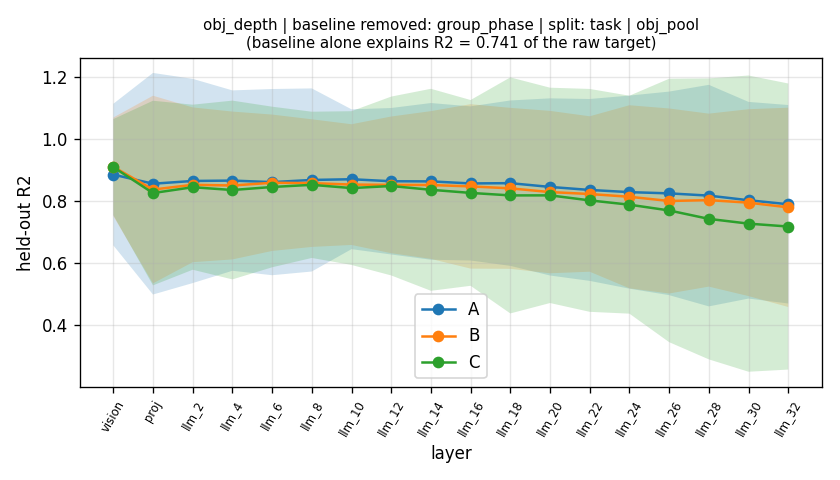 obj_depth | baseline removed: group_phase | split: task | obj_pool
(baseline alone explains R2 = 0.741 of the raw target)
held-out R2
1.2
1.0
0.8
0.6
0.4
A
B
C
vision
proj
llm_2
llm_4
llm_6
llm_8
llm_10
llm_12
llm_14
llm_16
llm_18
llm_20
llm_22
llm_24
llm_26
llm_28
llm_30
llm_32
layer